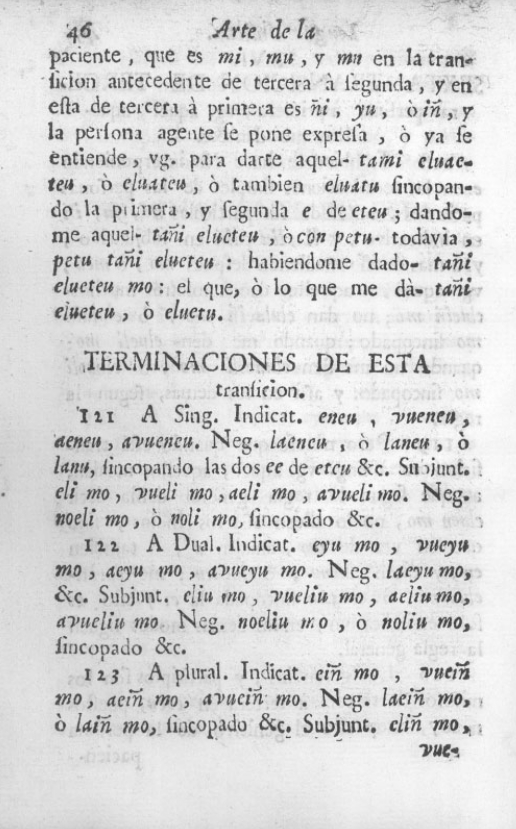 46 Arte de la
paciente, que es mi, mu, y mn en la tran-
sicion antecedente de tercera à segunda, y en
esta de tercera à primera es ñi, yu, ò iñ, y
la persona agente se pone expresa, ò ya se
entiende, vg. para darte aquel- tami eluae-
teu, ò eluateu, ò tambien eluatu sincopan-
do la primera, y segunda e de eteu; dando-
me aquel- tañi elueteu, ò con petu- todavia,
petu tañi elueteu: habiendome dado- tañi
elueteu mo: el que, ò lo que me dà- tañi
elueteu, ò eluetu.
TERMINACIONES DE ESTA
transicion.
121 A Sing. Indicat. eneu, vueneu,
aeneu, avueneu. Neg. laeneu, ò laneu, ò
lanu, sincopando las dos ee de eteu &c. Subjunt.
eli mo, vueli mo, aeli mo, avueli mo. Neg.
noeli mo, ò noli mo, sincopado &c.
122 A Dual. Indicat. eyu mo, vueyu
mo, aeyu mo, avueyu mo. Neg. laeyu mo,
&c. Subjunt. eliu mo, vueliu mo, aeliu mo,
avueliu mo. Neg. noeliu mo, ò noliu mo,
sincopado &c.
123 A plural. Indicat. eiñ mo, vueiñ
mo, aeiñ mo, avueiñ mo. Neg. laeiñ mo,
ò laiñ mo, sincopado &c. Subjunt. eliñ mo,
vue-